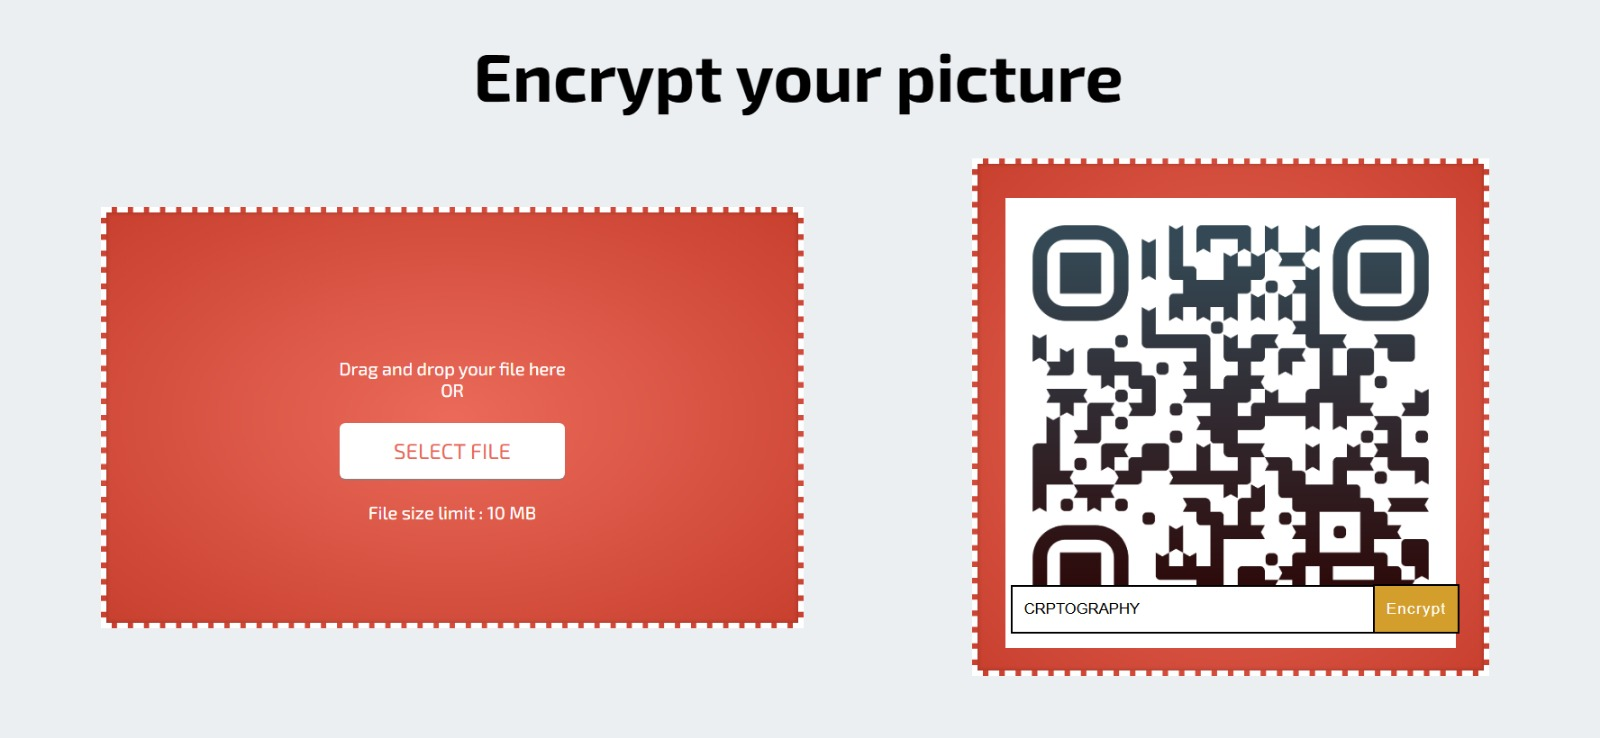 Encrypt your picture
Drag and drop your file here
OR
SELECT FILE
File size limit : 10 MB
CRPTOGRAPHY
Encrypt